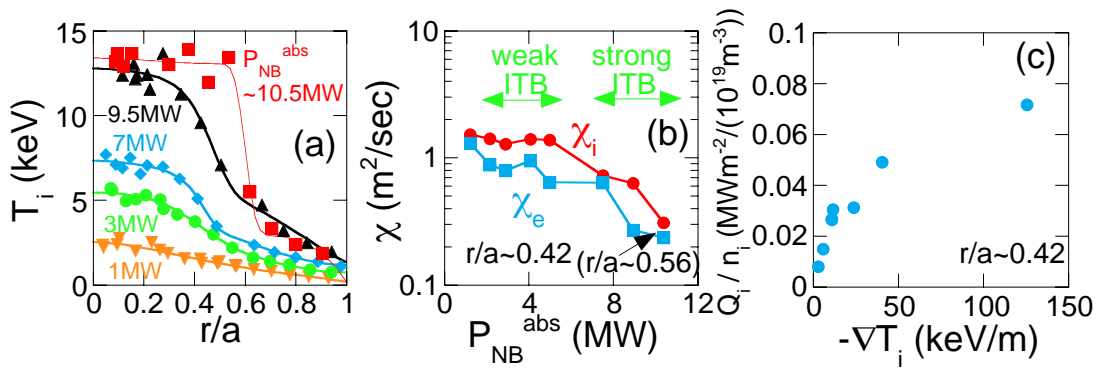 15
10
5
0
T_i (keV)
P_NB^abs
~10.5MW
9.5MW
(a)
7MW
3MW
1MW
0 0.2 0.4 0.6 0.8 1
r/a
10
1
0.1
χ (m²/sec)
weak
ITB
strong
ITB
(b)
χ_i
χ_e
r/a~0.42
(r/a~0.56)
0 4 8 12
P_NB^abs (MW)
0.1
0.08
0.06
0.04
0.02
0
Q_i / n_i (MWm^-2/(10^19m^-3)
(c)
r/a~0.42
0 50 100 150
-∇T_i (keV/m)